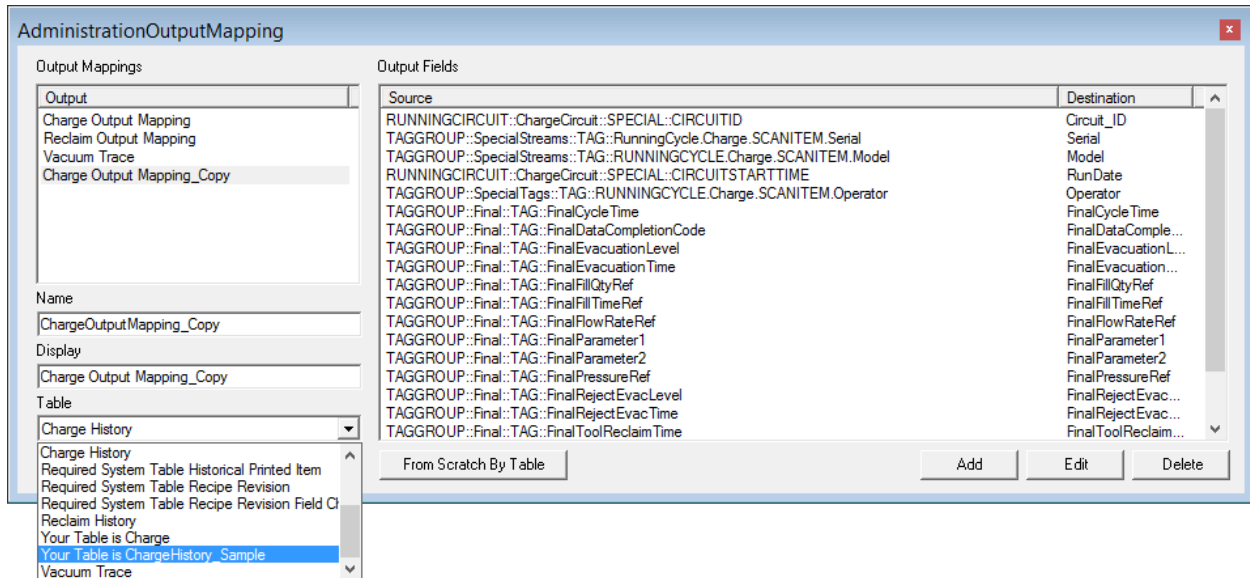 AdministrationOutputMapping
x
Output Mappings
Output
Charge Output Mapping
Reclaim Output Mapping
Vacuum Trace
Charge Output Mapping_Copy
Name
ChargeOutputMapping_Copy
Display
Charge Output Mapping_Copy
Table
Charge History
Charge History
Required System Table Historical Printed Item
Required System Table Recipe Revision
Required System Table Recipe Revision Field Cl
Reclaim History
Your Table is Charge
Your Table is ChargeHistory_Sample
Vacuum Trace
Output Fields
Source Destination
RUNNINGCIRCUIT::ChargeCircuit::SPECIAL::CIRCUITID Circuit_ID
TAGGROUP::SpecialStreams::TAG::RunningCycle.Charge.SCANITEM.Serial Serial
TAGGROUP::SpecialStreams::TAG::RUNNINGCYCLE.Charge.SCANITEM.Model Model
RUNNINGCIRCUIT::ChargeCircuit::SPECIAL::CIRCUITSTARTTIME RunDate
TAGGROUP::SpecialTags::TAG::RUNNINGCYCLE.Charge.SCANITEM.Operator Operator
TAGGROUP::Final::TAG::FinalCycleTime FinalCycleTime
TAGGROUP::Final::TAG::FinalDataCompletionCode FinalDataComple...
TAGGROUP::Final::TAG::FinalEvacuationLevel FinalEvacuationL...
TAGGROUP::Final::TAG::FinalEvacuationTime FinalEvacuation...
TAGGROUP::Final::TAG::FinalFillQtyRef FinalFillQtyRef
TAGGROUP::Final::TAG::FinalFillTimeRef FinalFillTimeRef
TAGGROUP::Final::TAG::FinalFlowRateRef FinalFlowRateRef
TAGGROUP::Final::TAG::FinalParameter1 FinalParameter1
TAGGROUP::Final::TAG::FinalParameter2 FinalParameter2
TAGGROUP::Final::TAG::FinalPressureRef FinalPressureRef
TAGGROUP::Final::TAG::FinalRejectEvacLevel FinalRejectEvac...
TAGGROUP::Final::TAG::FinalRejectEvacTime FinalRejectEvac...
TAGGROUP::Final::TAG::FinalToolReclaimTime FinalToolReclaim...
From Scratch By Table Add Edit Delete